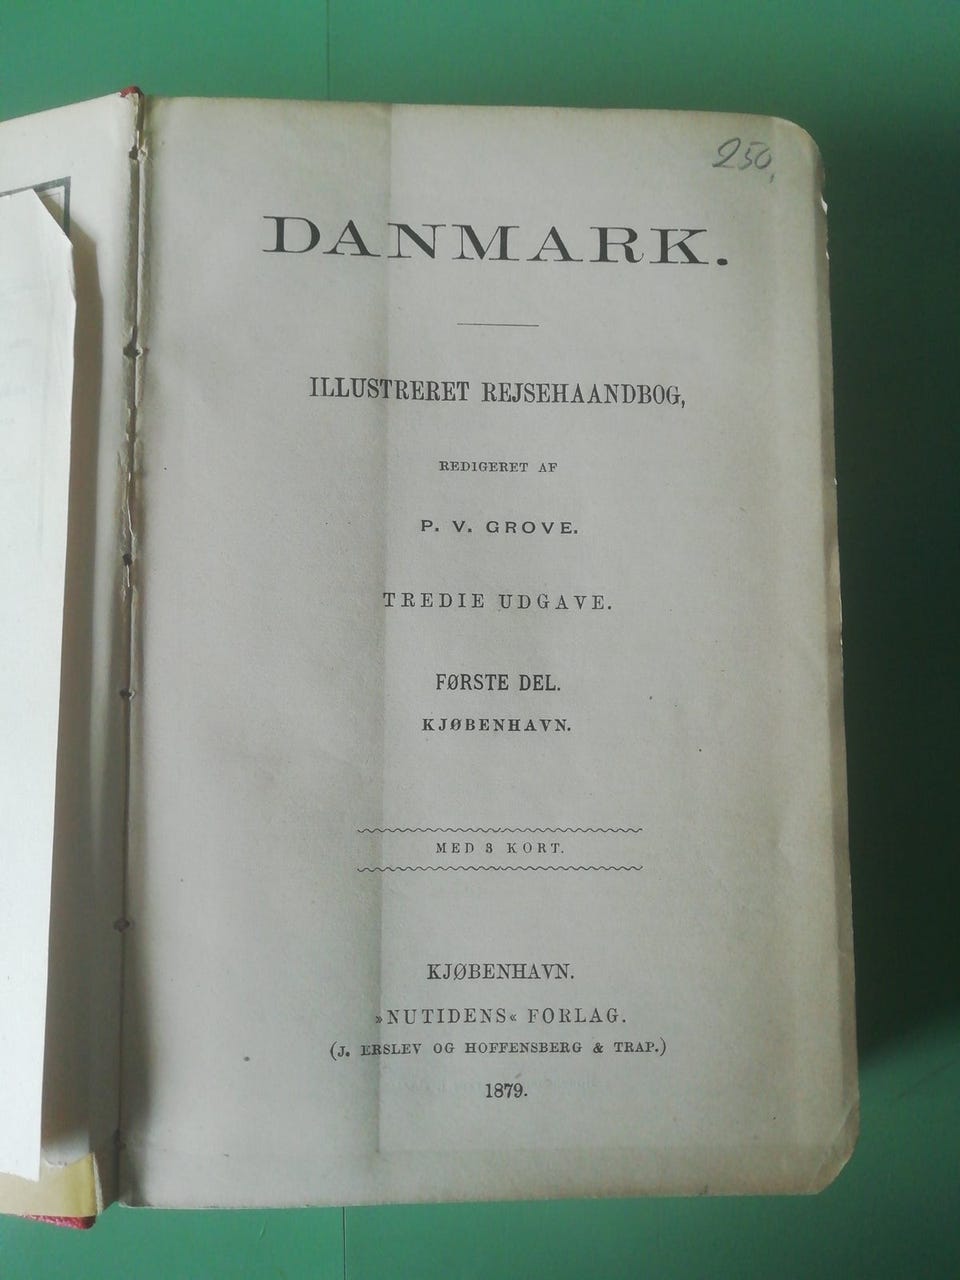 250,
DANMARK.
ILLUSTRERET REJSEHAANDBOG,
REDIGERET AF
P. V. GROVE.
TREDIE UDGAVE.
FØRSTE DEL.
KJØBENHAVN.
MED 3 KORT.
KJØBENHAVN.
»NUTIDENS« FORLAG.
(J. ERSLEV OG HOFFENSBERG & TRAP.)
1879.